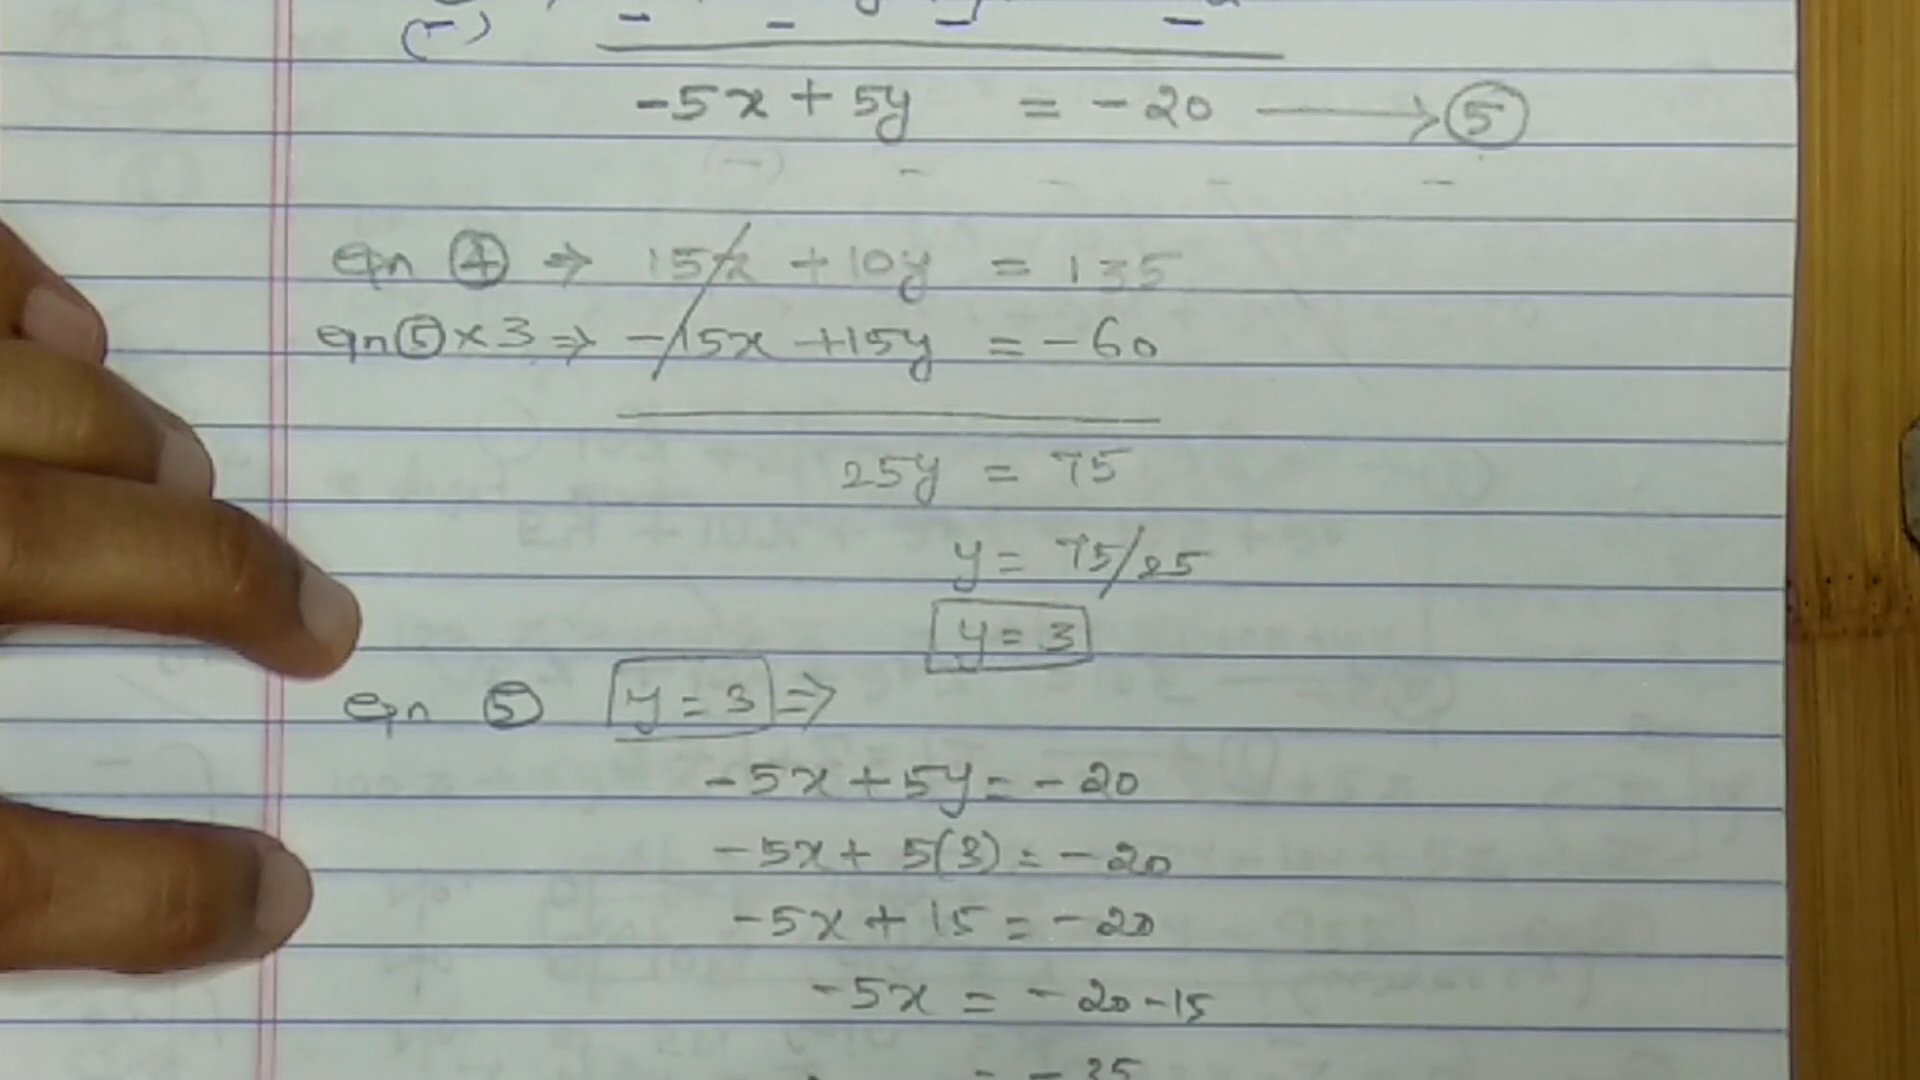 (-) - - - -
-5x + 5y = -20 ⟶ ⑤
(-) - - - -
eqn ④ ⇒ 15x + 10y = 135
eqn ⑤ × 3 ⇒ -15x + 15y = -60
25y = 75
y = 75/25
y = 3
eqn ⑤ y = 3 ⇒
-5x + 5y = -20
-5x + 5(3) = -20
-5x + 15 = -20
-5x = -20-15
= -35